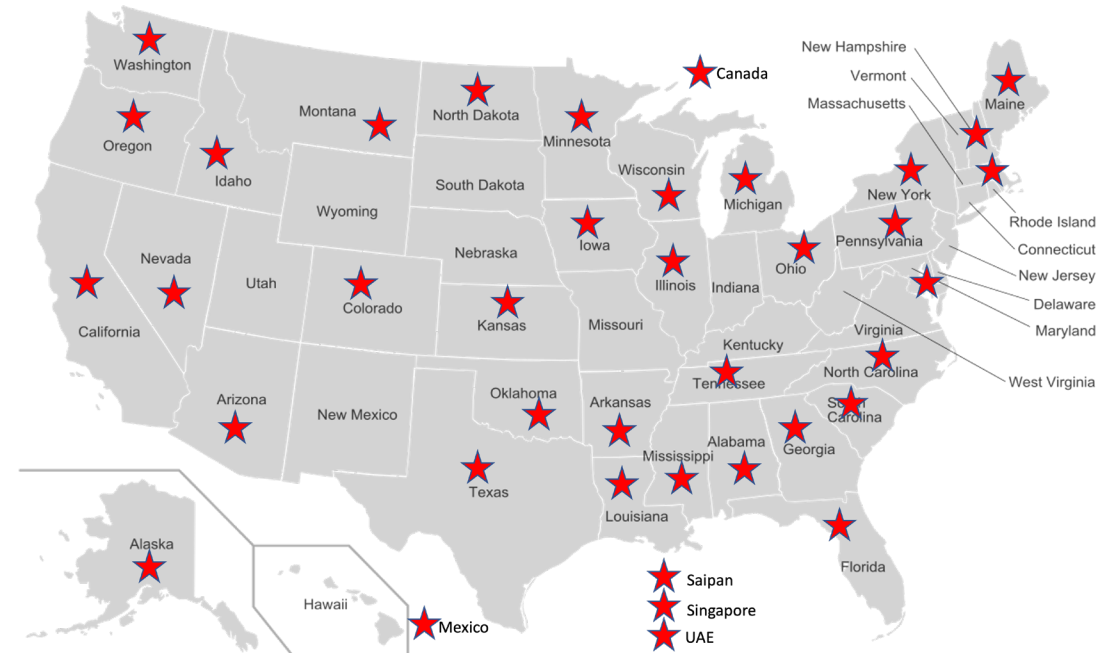 New Hampshire
Washington
Canada
Vermont
Montana
North Dakota
Massachusetts
Maine
Oregon
Minnesota
Idaho
South Dakota
Wisconsin
Michigan
New York
Wyoming
Rhode Island
Iowa
Pennsylvania
Nevada
Nebraska
Ohio
Connecticut
Utah
Illinois
Indiana
New Jersey
Colorado
Delaware
California
Kansas
Missouri
Virginia
Maryland
Kentucky
North Carolina
Tennessee
West Virginia
Arizona
New Mexico
Oklahoma
Arkansas
South
Carolina
Mississippi
Alabama
Georgia
Texas
Louisiana
Alaska
Florida
Hawaii
Saipan
Singapore
Mexico
UAE